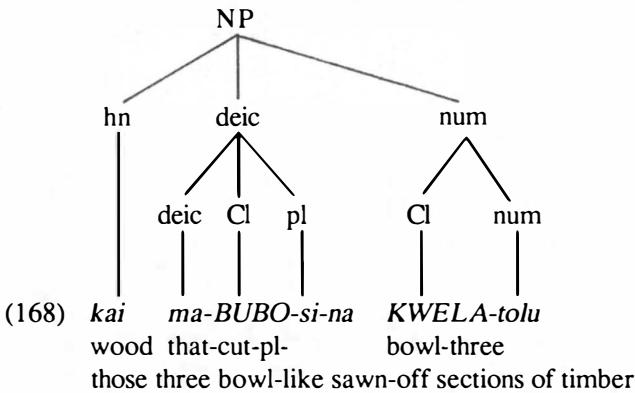 NP
hn deic num
deic Cl pl Cl num
(168) kai ma-BUBO-si-na KWELA-tolu
wood that-cut-pl- bowl-three
those three bowl-like sawn-off sections of timber